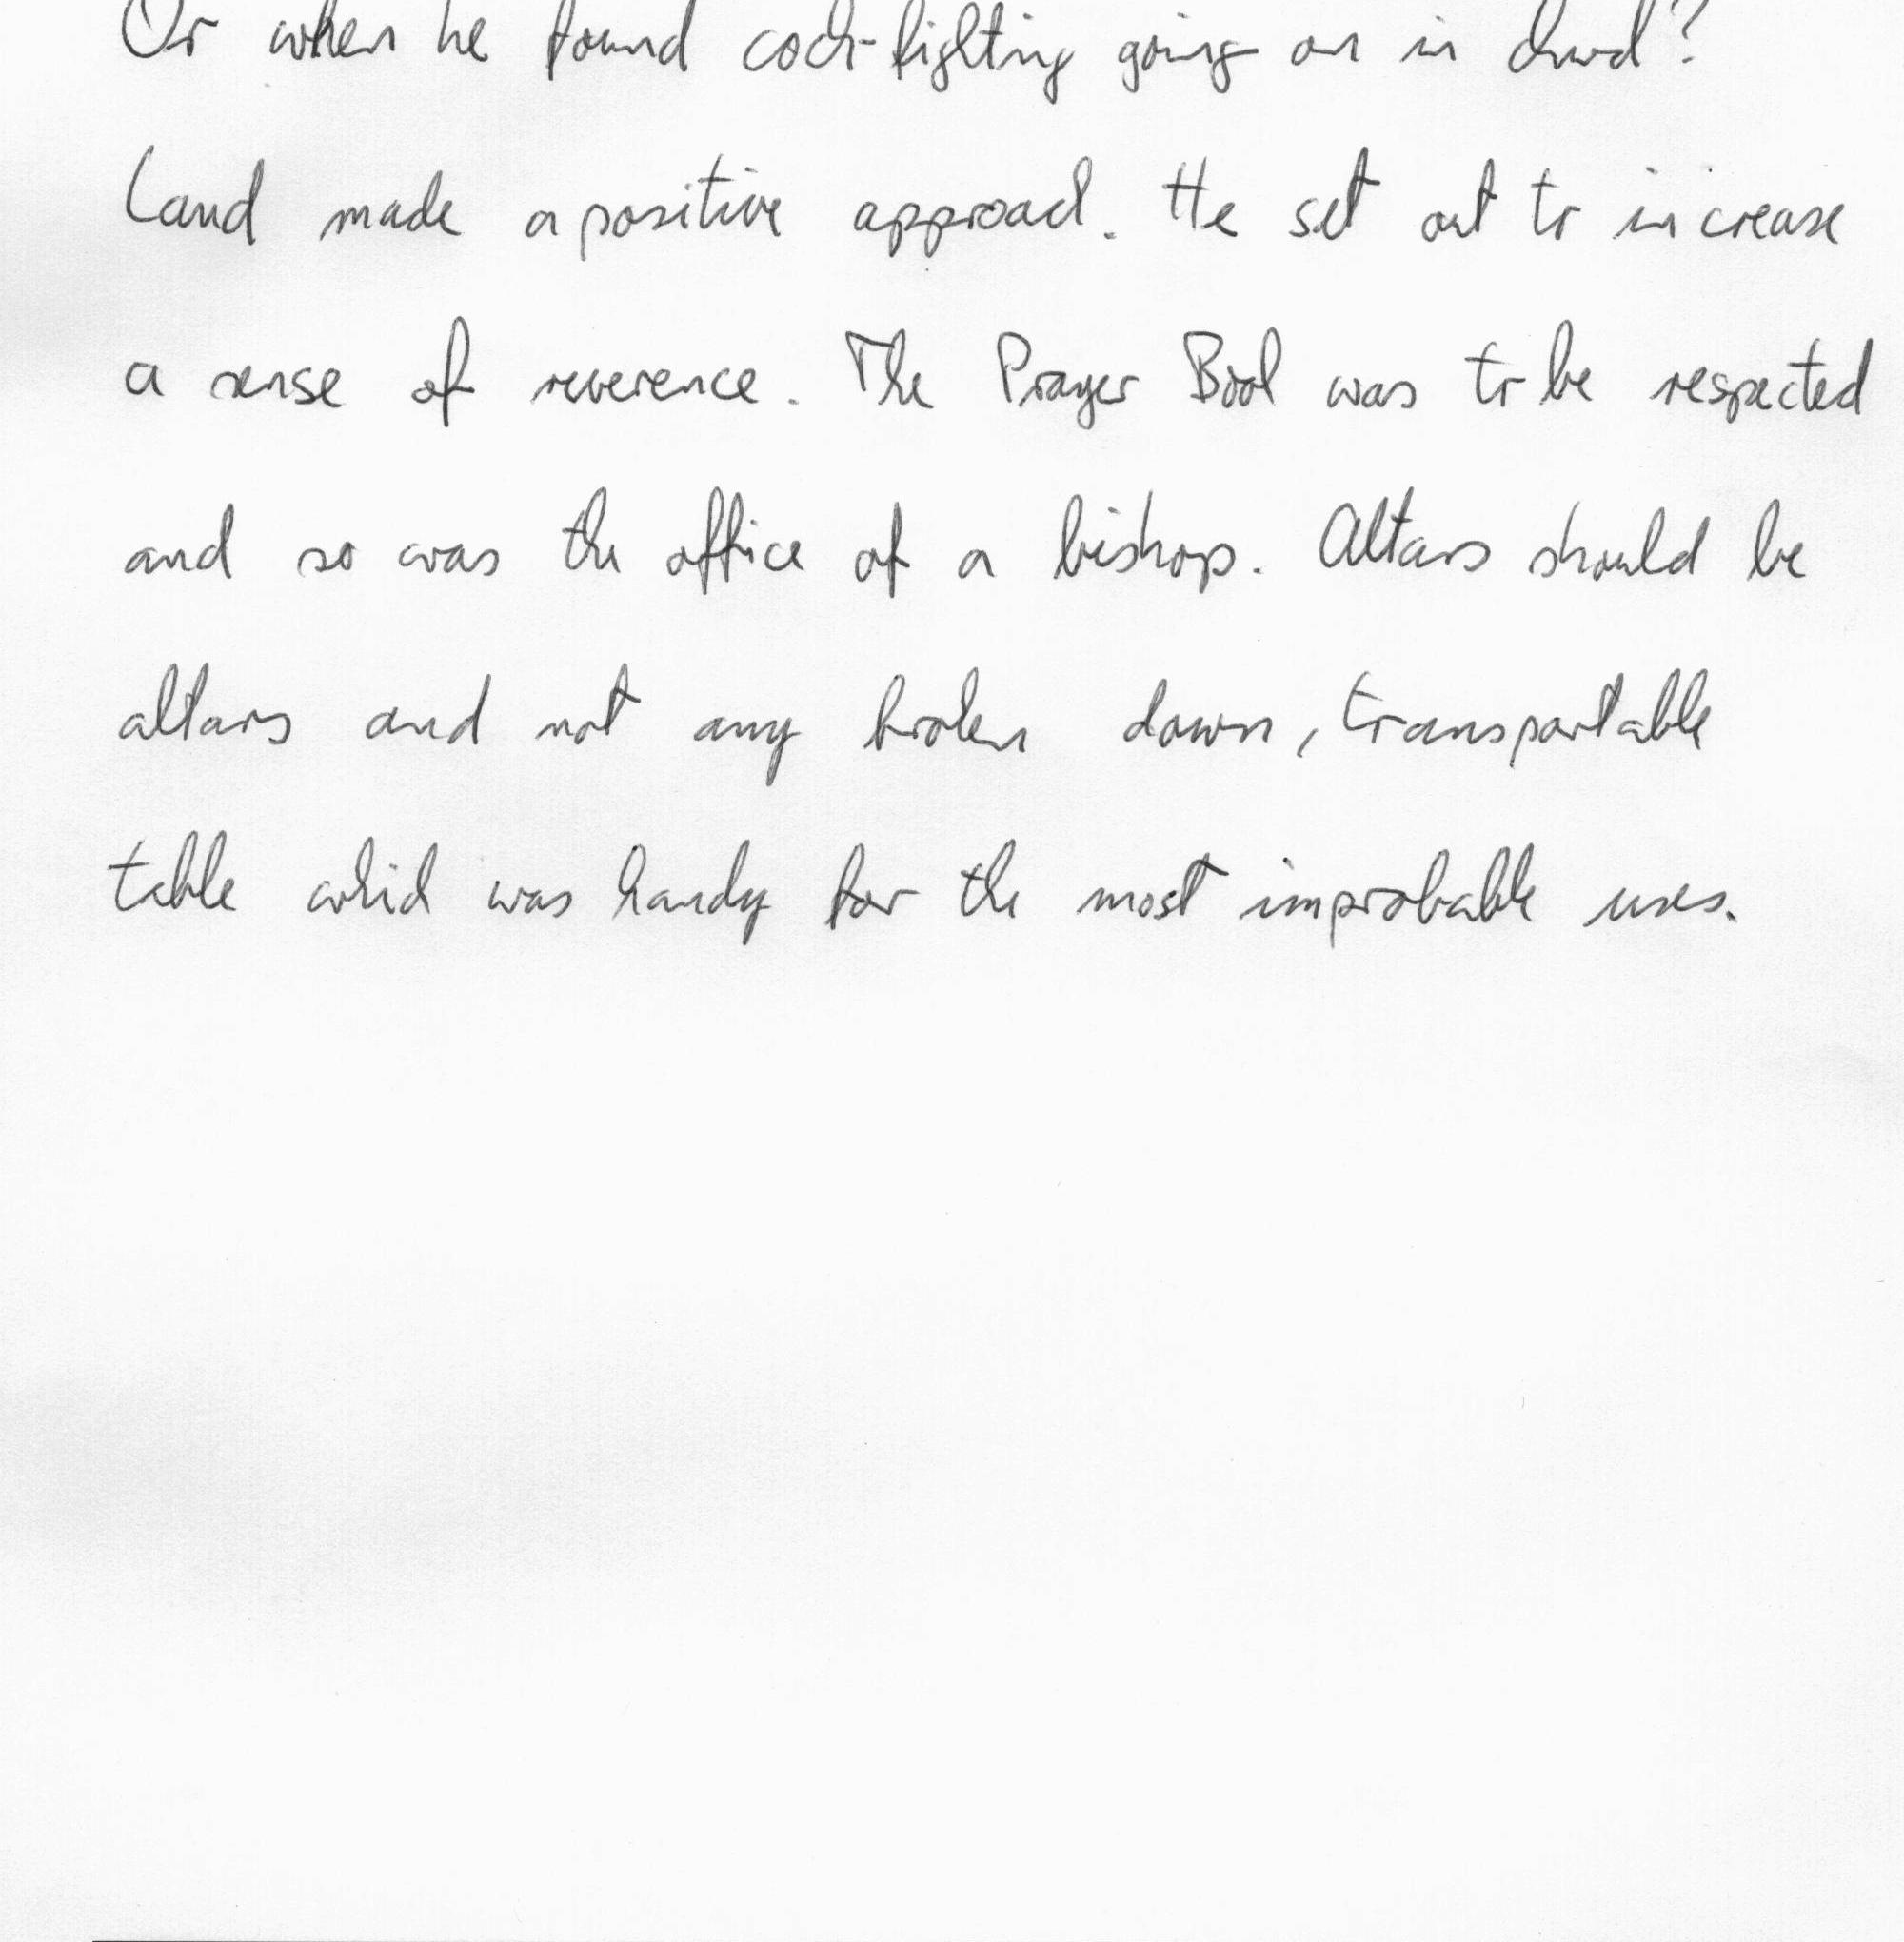 Or when he found cock-fighting going on in church?
Laud made a positive approach. He set out to increase
a sense of reverence. The Prayer Book was to be respected
and so was the office of a bishop. Altars should be
altars and not any broken down, transportable
table which was handy for the most improbable uses.